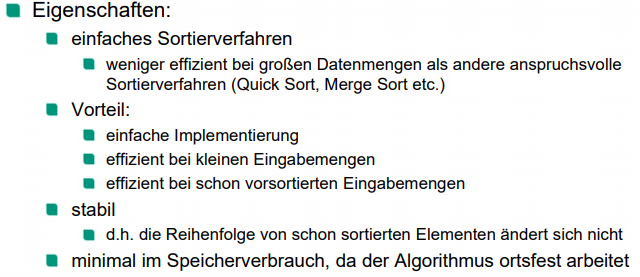 Eigenschaften:
einfaches Sortierverfahren
weniger effizient bei großen Datenmengen als andere anspruchsvolle
Sortierverfahren (Quick Sort, Merge Sort etc.)
Vorteil:
einfache Implementierung
effizient bei kleinen Eingabemengen
effizient bei schon vorsortierten Eingabemengen
stabil
d.h. die Reihenfolge von schon sortierten Elementen ändert sich nicht
minimal im Speicherverbrauch, da der Algorithmus ortsfest arbeitet